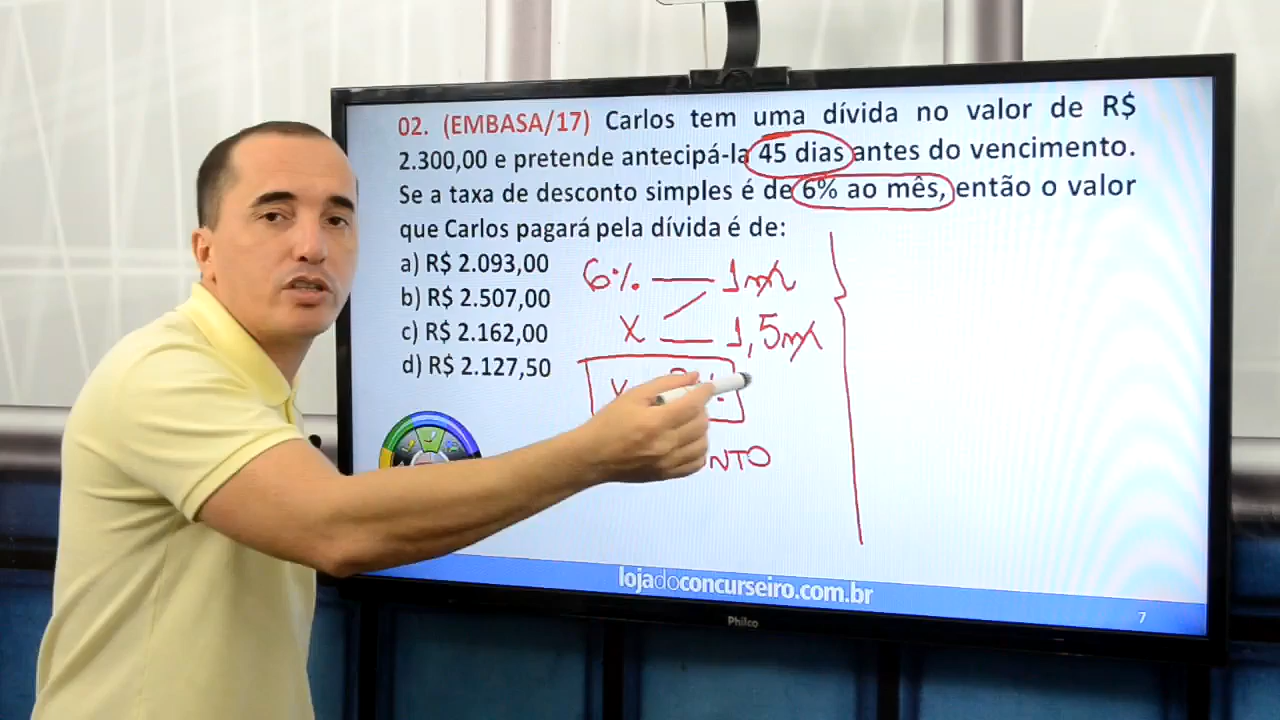 02. (EMBASA/17) Carlos tem uma dívida no valor de R$
2.300,00 e pretende antecipá-la 45 dias antes do vencimento.
Se a taxa de desconto simples é de 6% ao mês, então o valor
que Carlos pagará pela dívida é de:
a) R$ 2.093,00
b) R$ 2.507,00
c) R$ 2.162,00
d) R$ 2.127,50
6% 1
x 1,5
lojadoconcurseiro.com.br
7
Philco